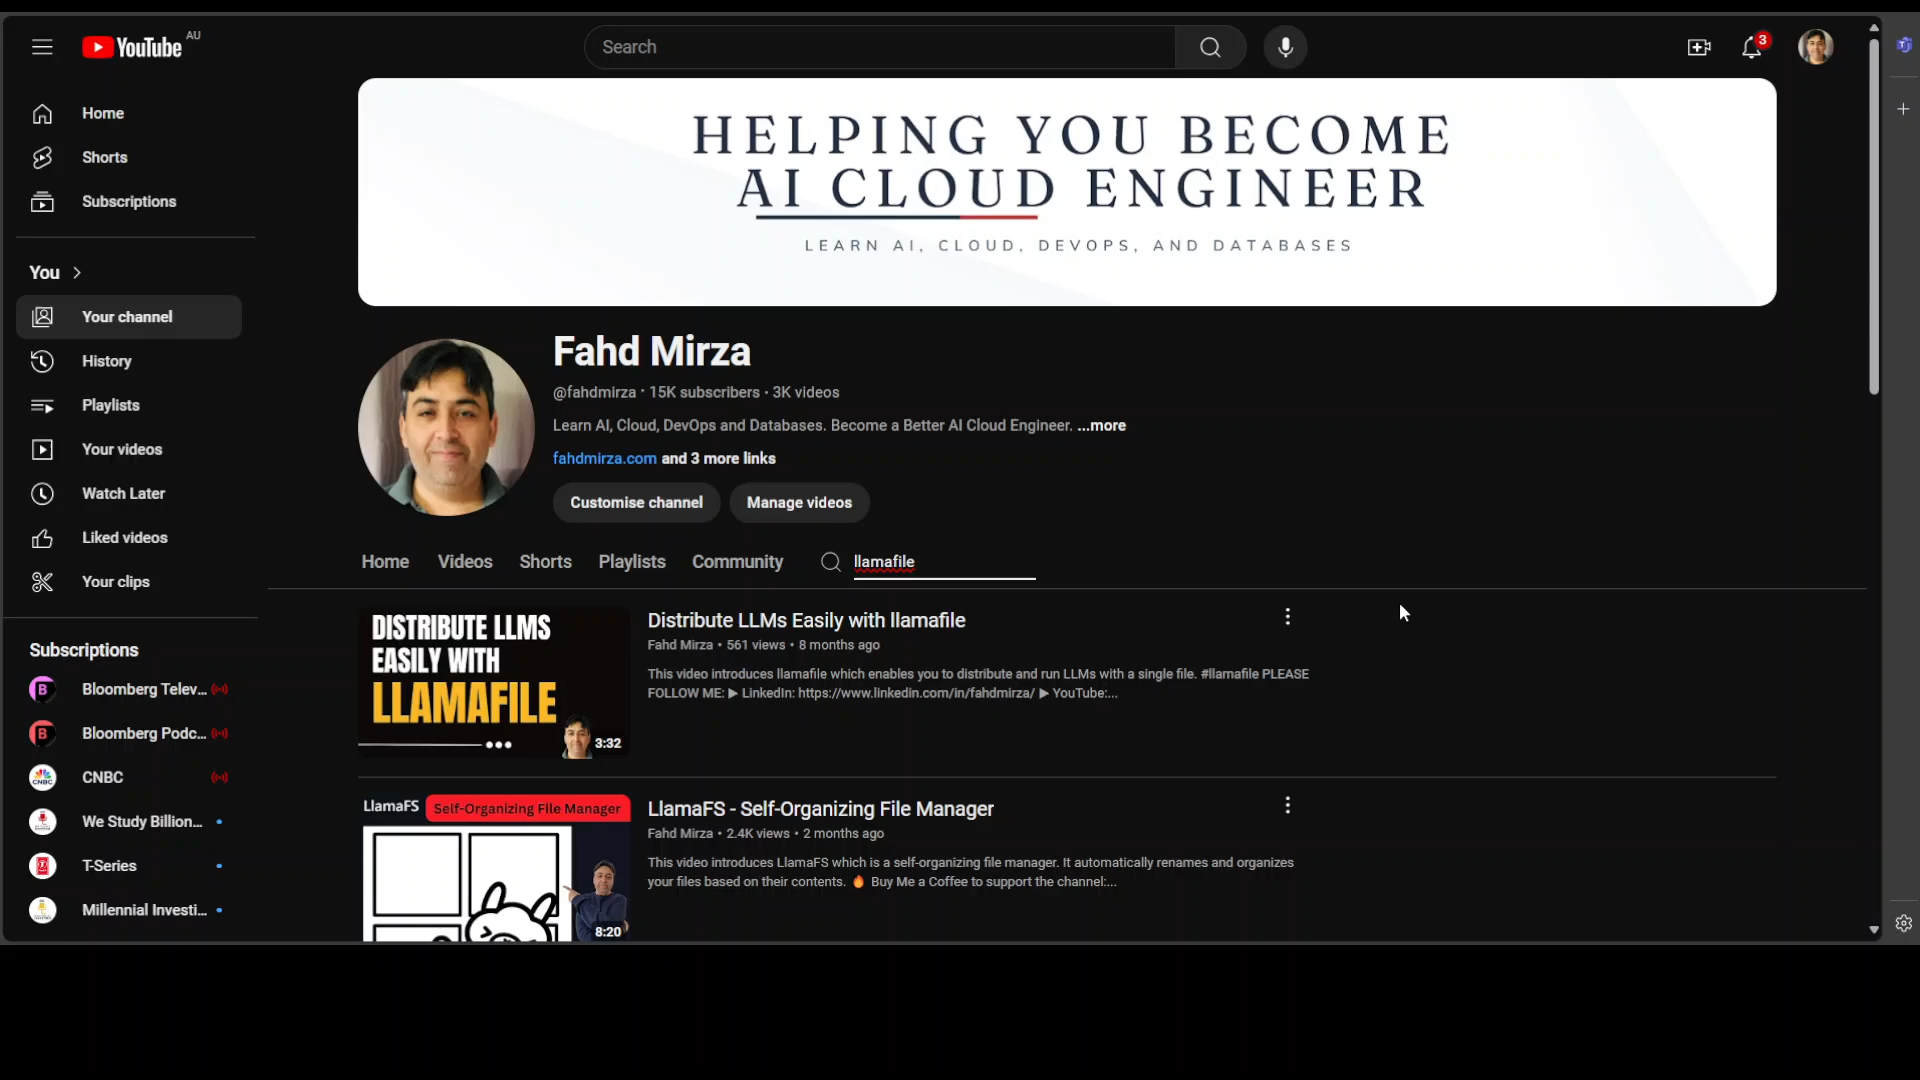 YouTube AU
Search
3
Home
Shorts
Subscriptions
You
Your channel
History
Playlists
Your videos
Watch Later
Liked videos
Your clips
Subscriptions
Bloomberg Telev...
Bloomberg Podc...
CNBC
We Study Billion...
T-Series
Millennial Investi...
HELPING YOU BECOME
AI CLOUD ENGINEER
LEARN AI, CLOUD, DEVOPS, AND DATABASES
Fahd Mirza
@fahdmirza • 15K subscribers • 3K videos
Learn AI, Cloud, DevOps and Databases. Become a Better AI Cloud Engineer. ...more
fahdmirza.com and 3 more links
Customise channel Manage videos
Home Videos Shorts Playlists Community llamafile
DISTRIBUTE LLMS
EASILY WITH
LLAMAFILE
3:32
Distribute LLMs Easily with llamafile
Fahd Mirza • 561 views • 8 months ago
This video introduces llamafile which enables you to distribute and run LLMs with a single file. #llamafile PLEASE
FOLLOW ME: ▶ LinkedIn: https://www.linkedin.com/in/fahdmirza/ ▶ YouTube:...
LlamaFS Self-Organizing File Manager
8:20
LlamaFS - Self-Organizing File Manager
Fahd Mirza • 2.4K views • 2 months ago
This video introduces LlamaFS which is a self-organizing file manager. It automatically renames and organizes
your files based on their contents. 🔥 Buy Me a Coffee to support the channel:...